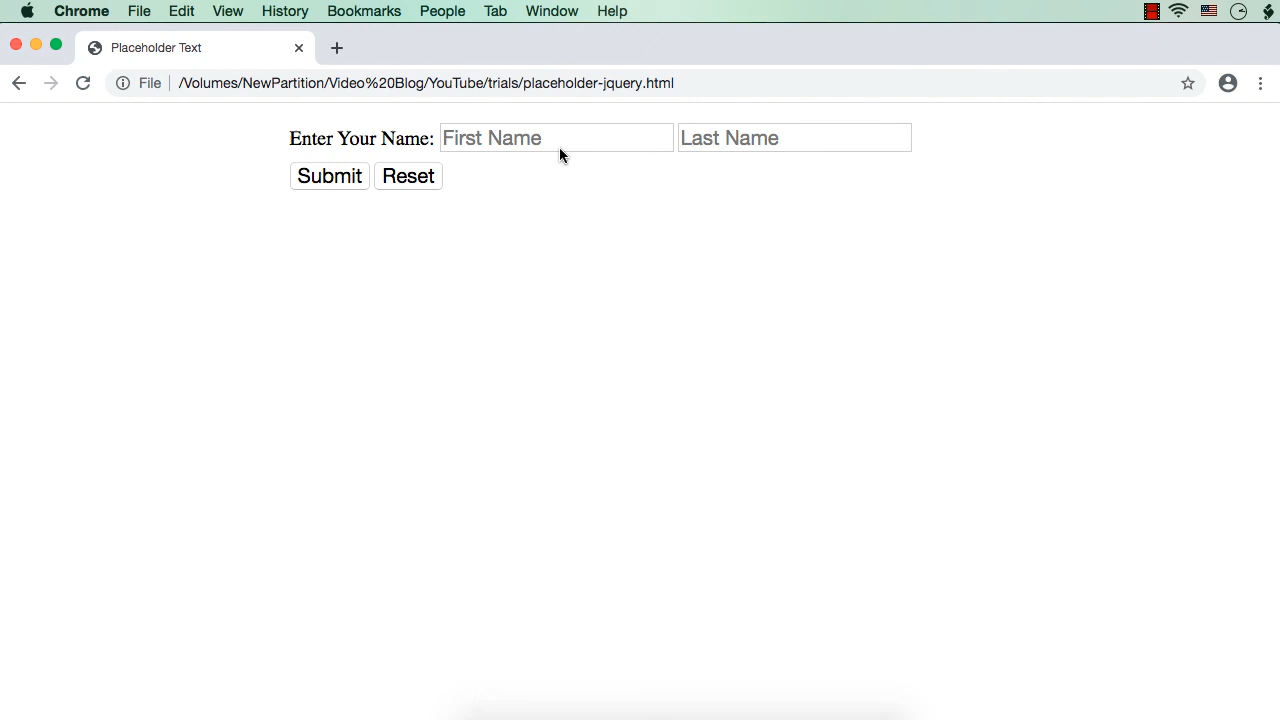 Chrome File Edit View History Bookmarks People Tab Window Help
Placeholder Text
File /Volumes/NewPartition/Video%20Blog/YouTube/trials/placeholder-jquery.html
Enter Your Name: First Name Last Name
Submit Reset